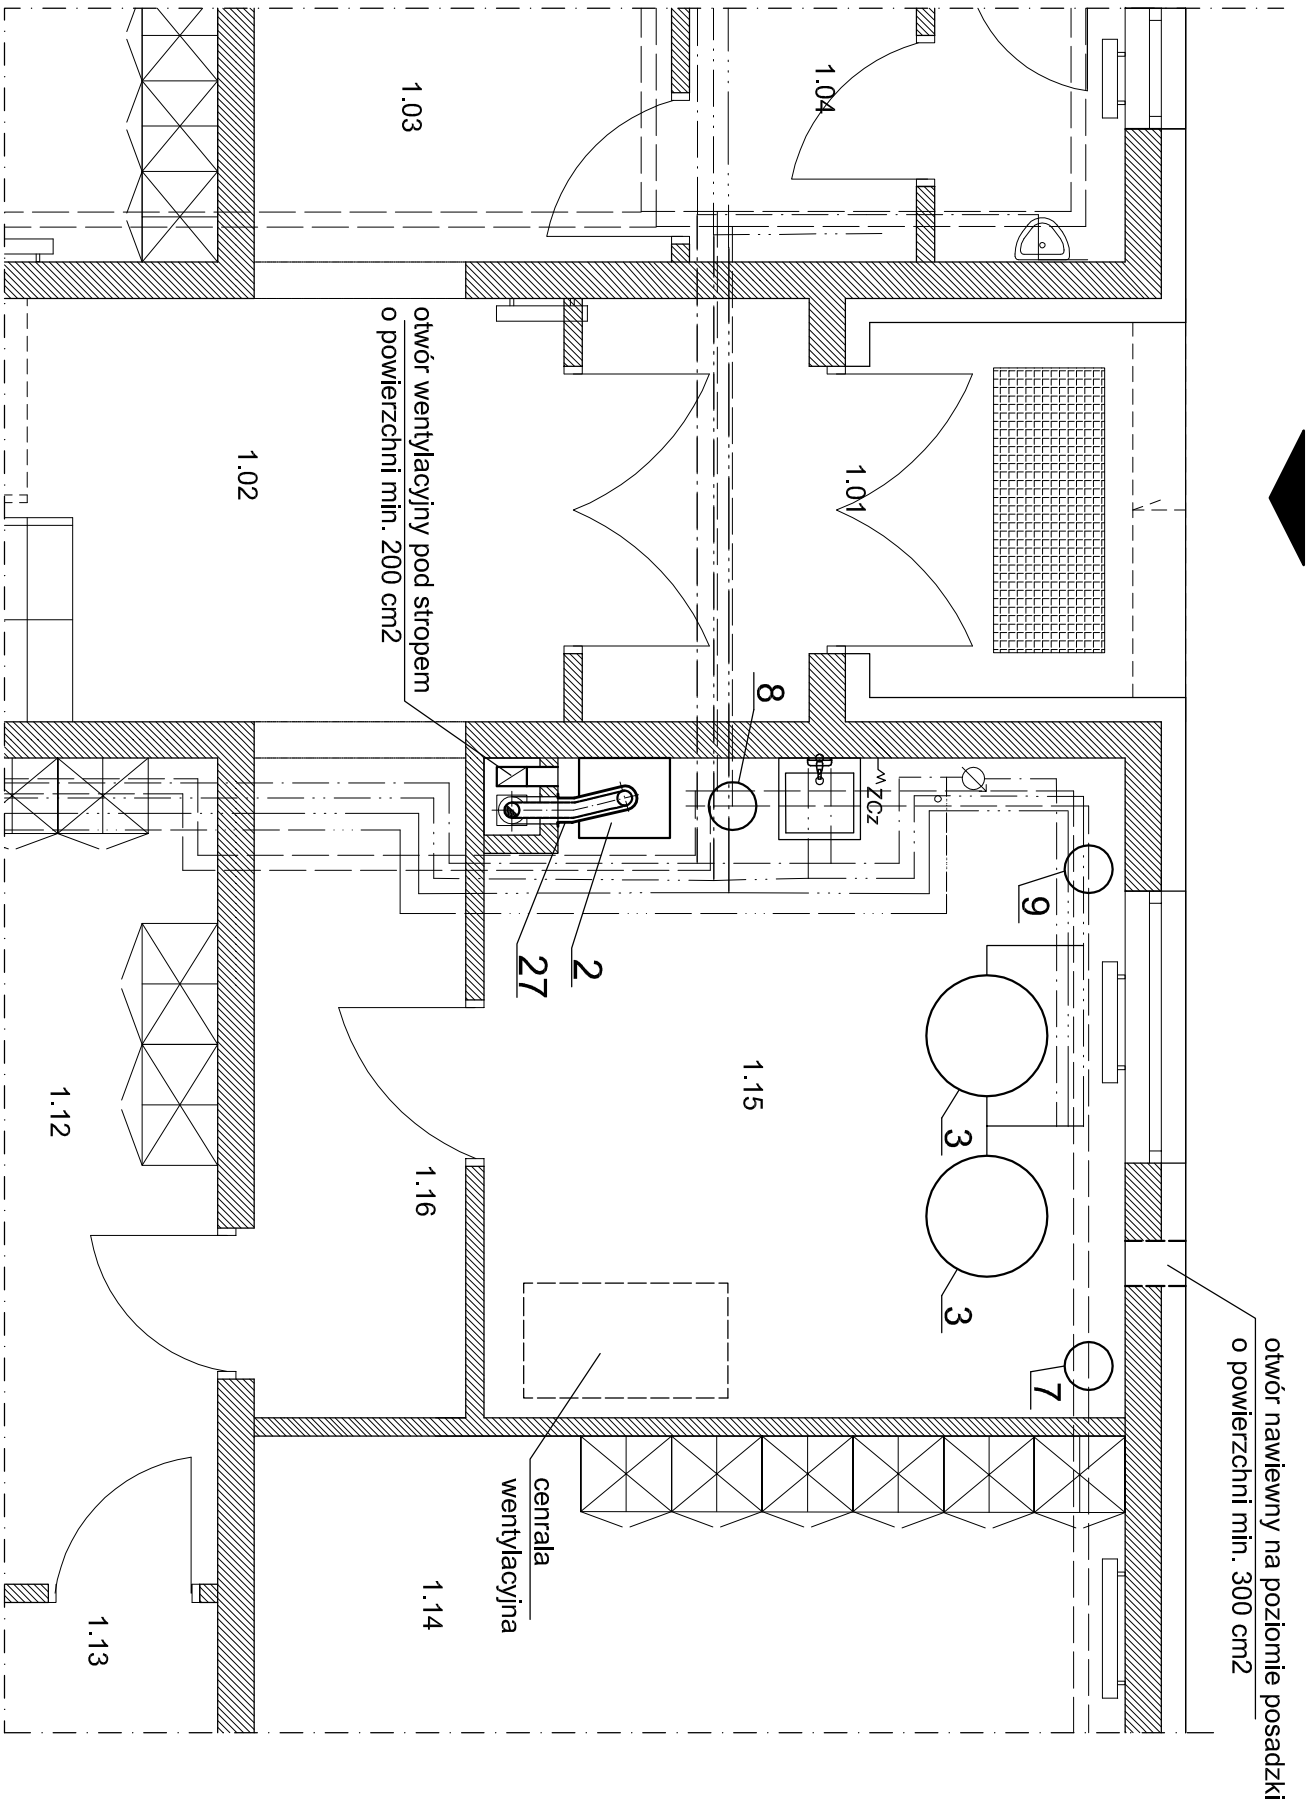 otwór nawiewny na poziomie posadzki
o powierzchni min. 300 cm2
1.04
1.01
ZCz
8
9
3
3
7
1.15
2
27
cenrala
wentylacyjna
1.03
otwór wentylacyjny pod stropem
o powierzchni min. 200 cm2
1.16
1.14
1.02
1.12
1.13